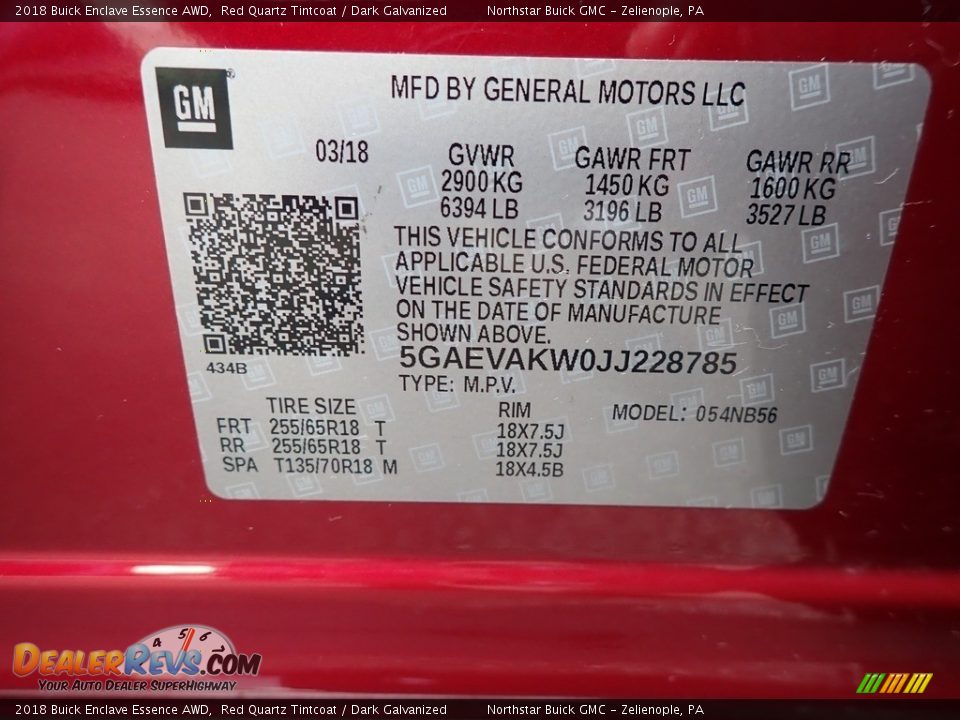 2018 Buick Enclave Essence AWD, Red Quartz Tintcoat / Dark Galvanized Northstar Buick GMC - Zelienople, PA
GM
MFD BY GENERAL MOTORS LLC
03/18 GVWR GAWR FRT GAWR RR
2900 KG 1450 KG 1600 KG
6394 LB 3196 LB 3527 LB
THIS VEHICLE CONFORMS TO ALL
APPLICABLE U.S. FEDERAL MOTOR
VEHICLE SAFETY STANDARDS IN EFFECT
ON THE DATE OF MANUFACTURE
SHOWN ABOVE.
434B 5GAEVAKW0JJ228785
TYPE: M.P.V.
TIRE SIZE RIM MODEL: 054NB56
FRT 255/65R18 T 18X7.5J
RR 255/65R18 T 18X7.5J
SPA T135/70R18 M 18X4.5B
4 5 6
DEALERREVS.COM
YOUR AUTO DEALER SUPERHIGHWAY
2018 Buick Enclave Essence AWD, Red Quartz Tintcoat / Dark Galvanized Northstar Buick GMC - Zelienople, PA